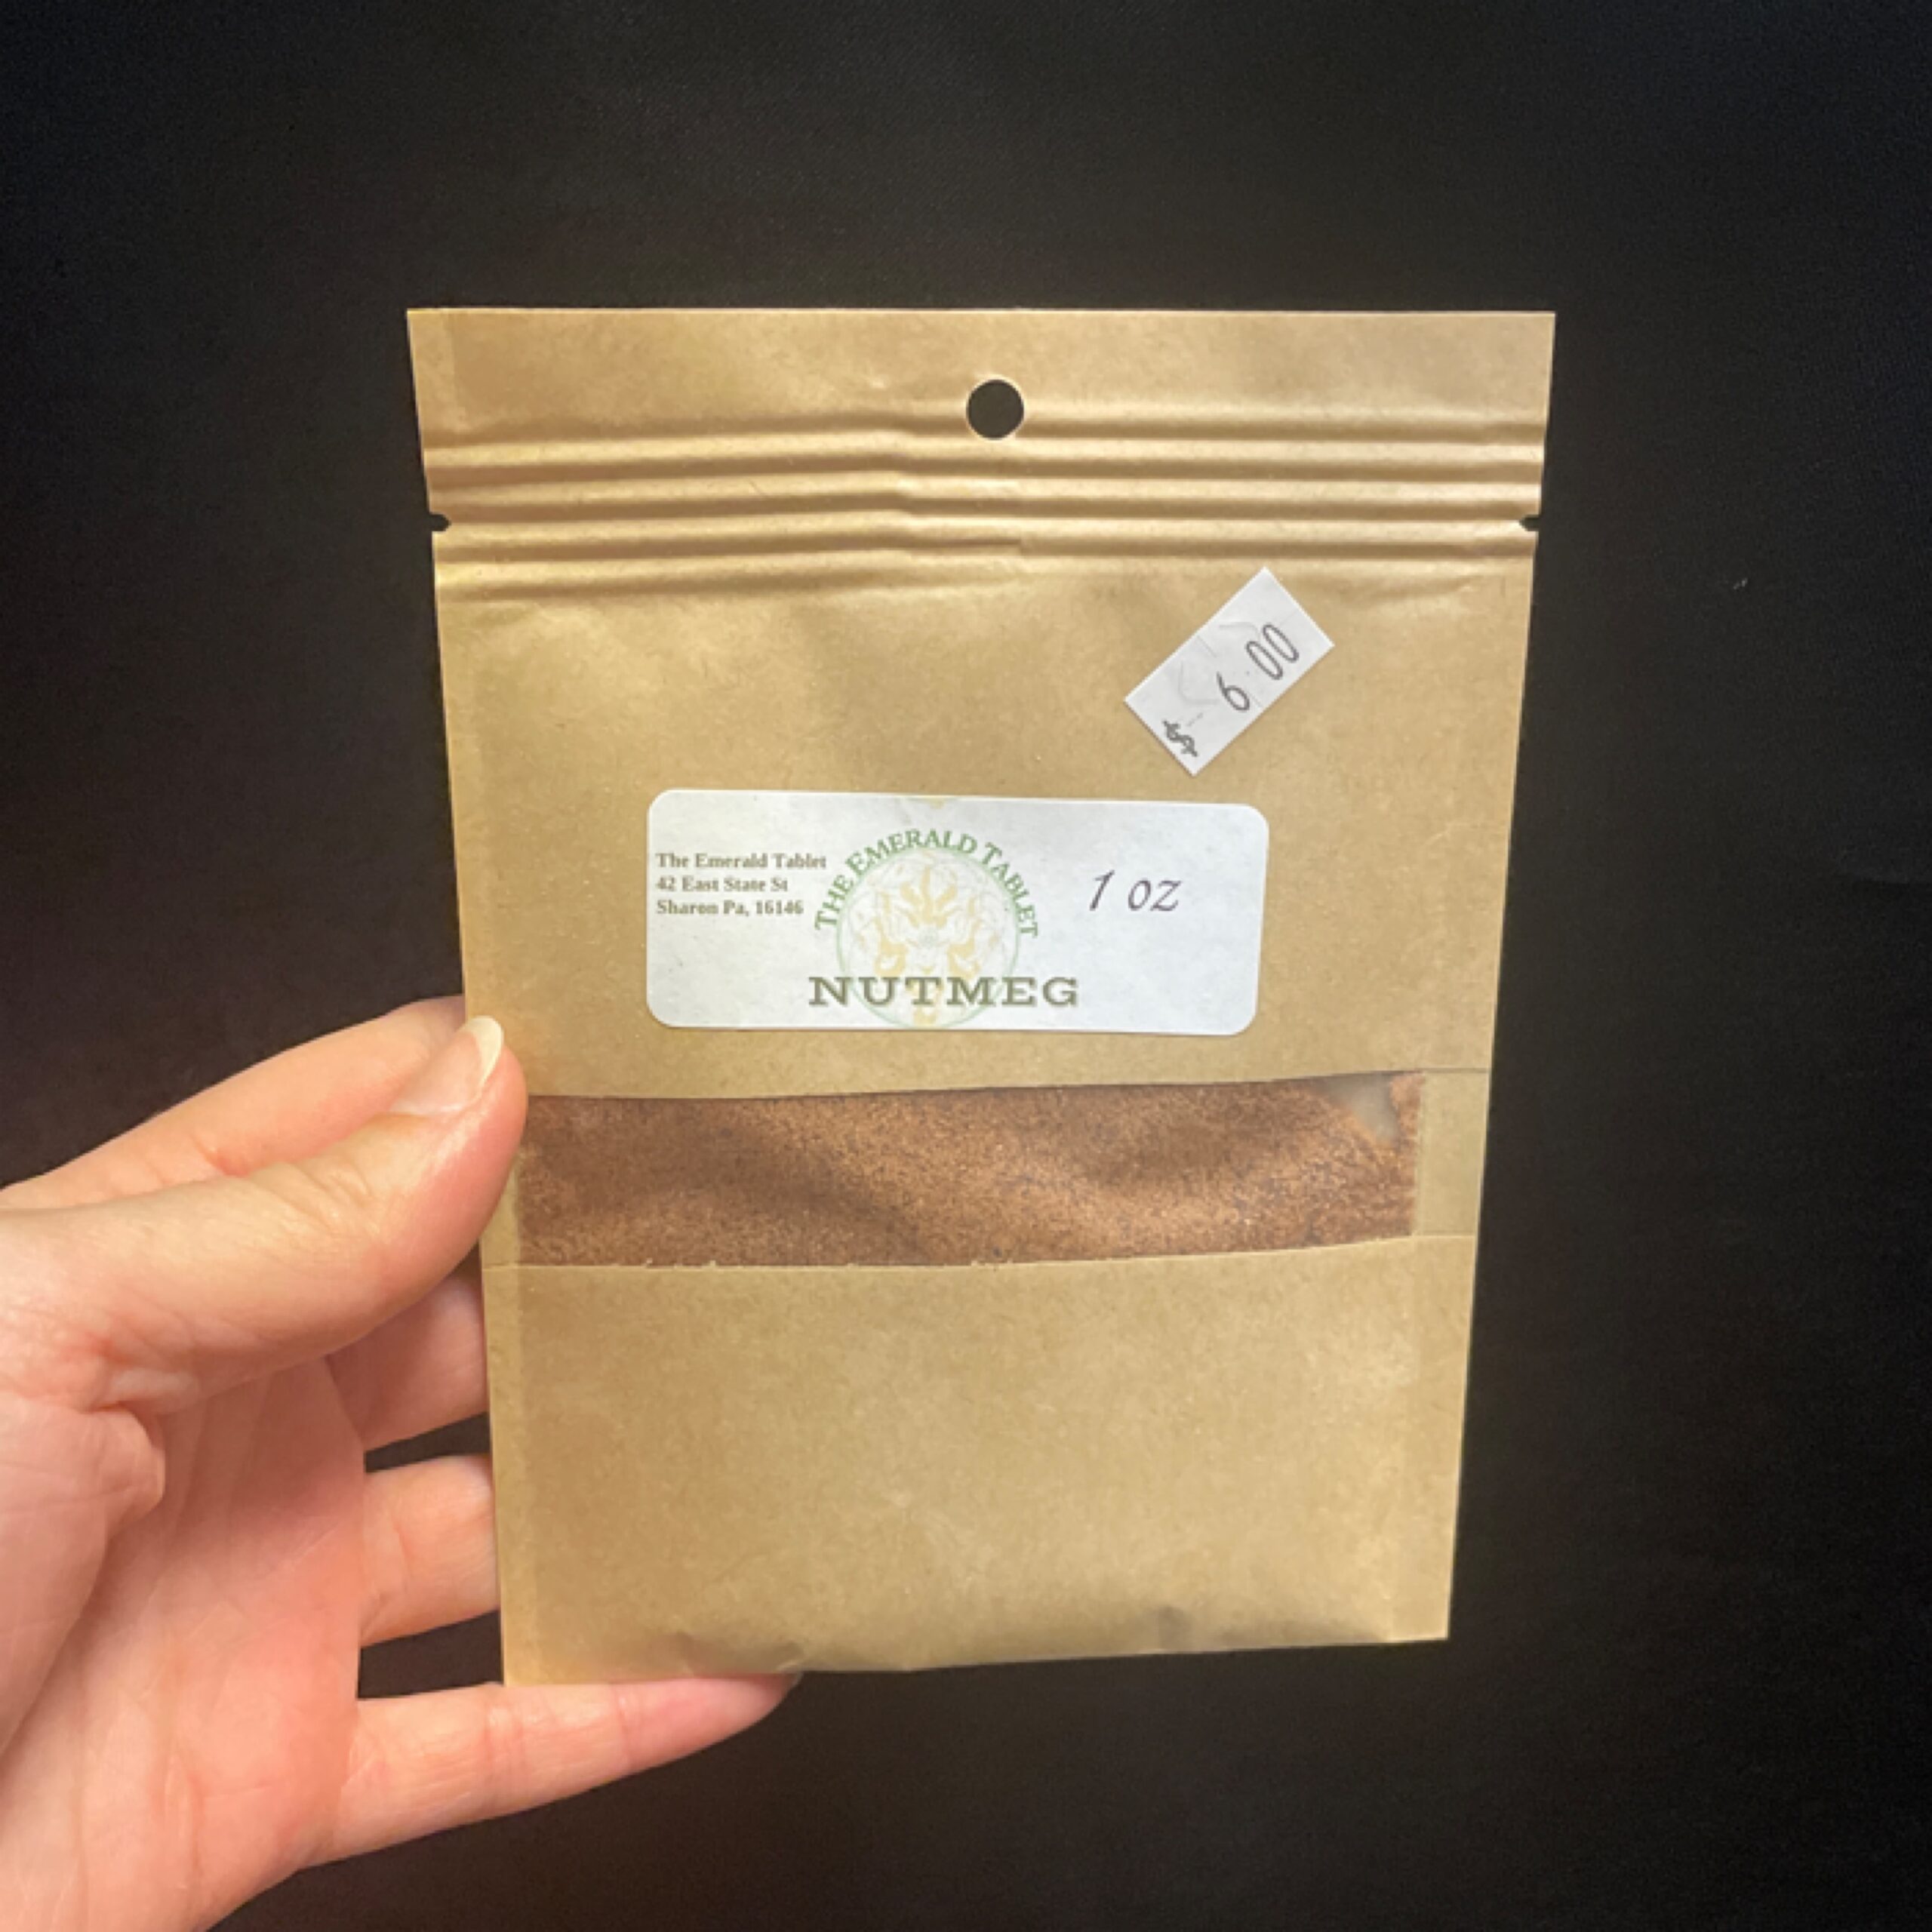 $ 6.00
The Emerald Tablet
42 East State St
Sharon Pa, 16146
THE EMERALD TABLET
1 oz
NUTMEG